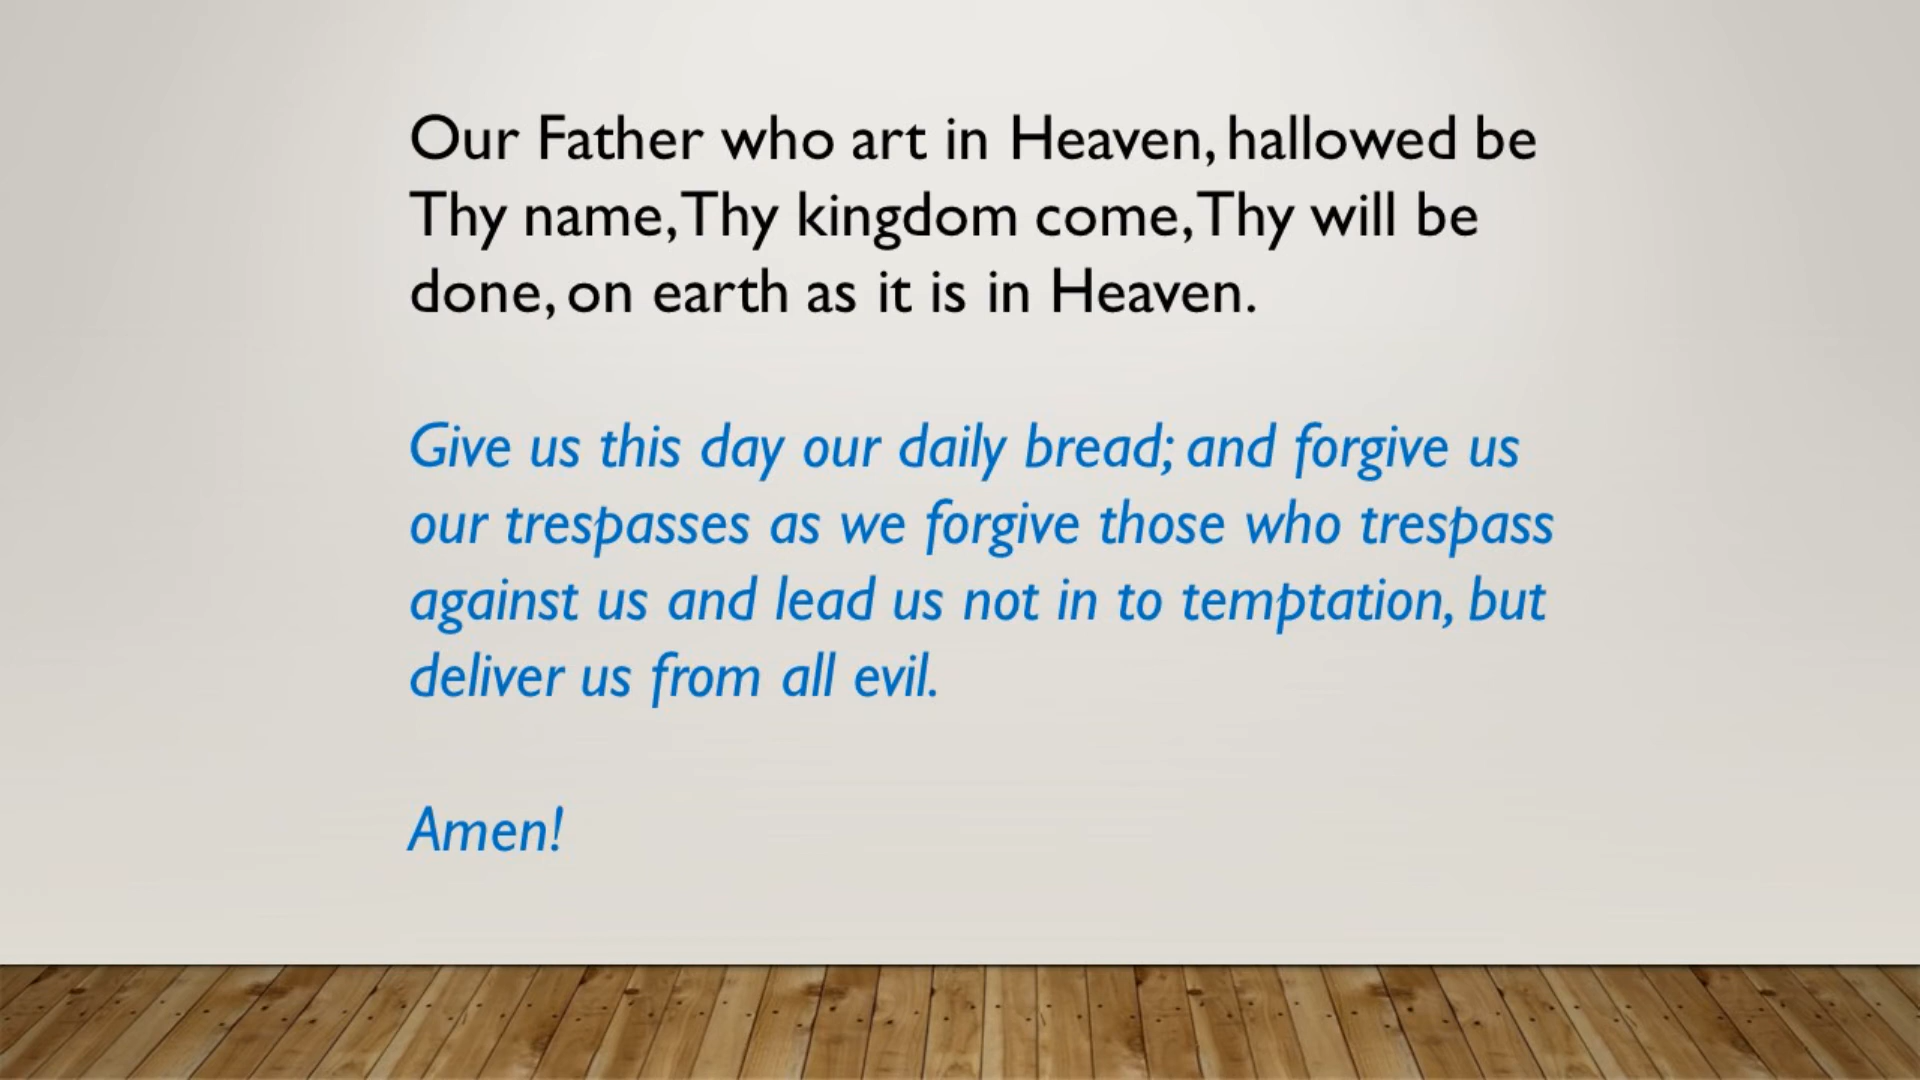 Our Father who art in Heaven, hallowed be
Thy name, Thy kingdom come, Thy will be
done, on earth as it is in Heaven.
Give us this day our daily bread; and forgive us
our trespasses as we forgive those who trespass
against us and lead us not in to temptation, but
deliver us from all evil.
Amen!